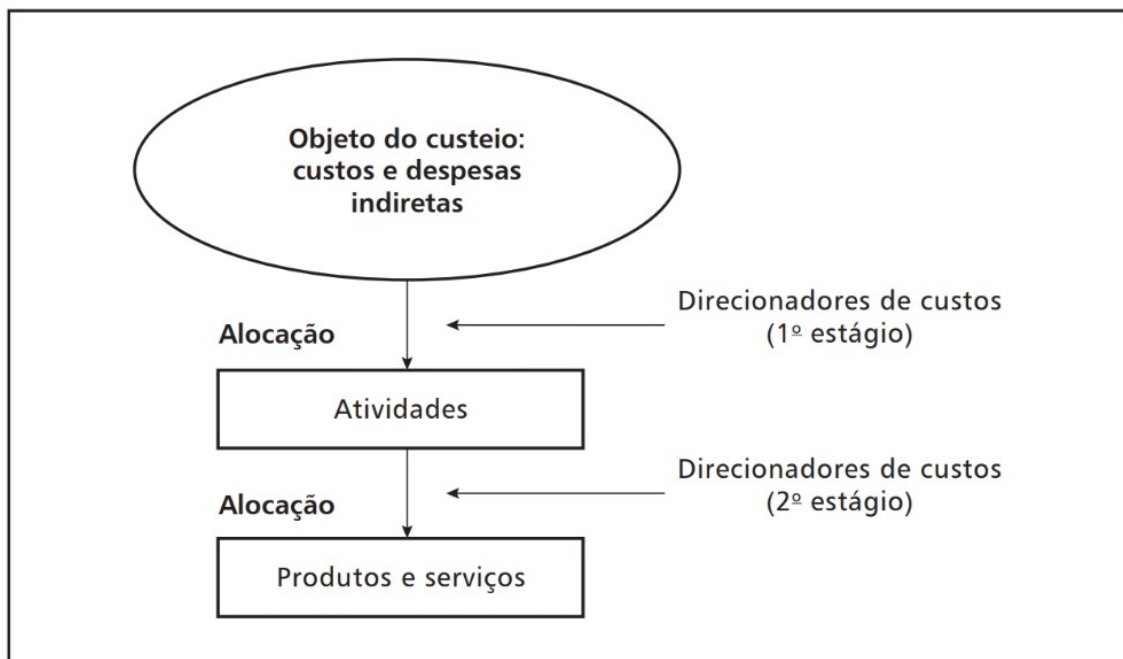 Objeto do custeio:
custos e despesas
indiretas
Direcionadores de custos
(1º estágio)
Alocação
Atividades
Direcionadores de custos
(2º estágio)
Alocação
Produtos e serviços